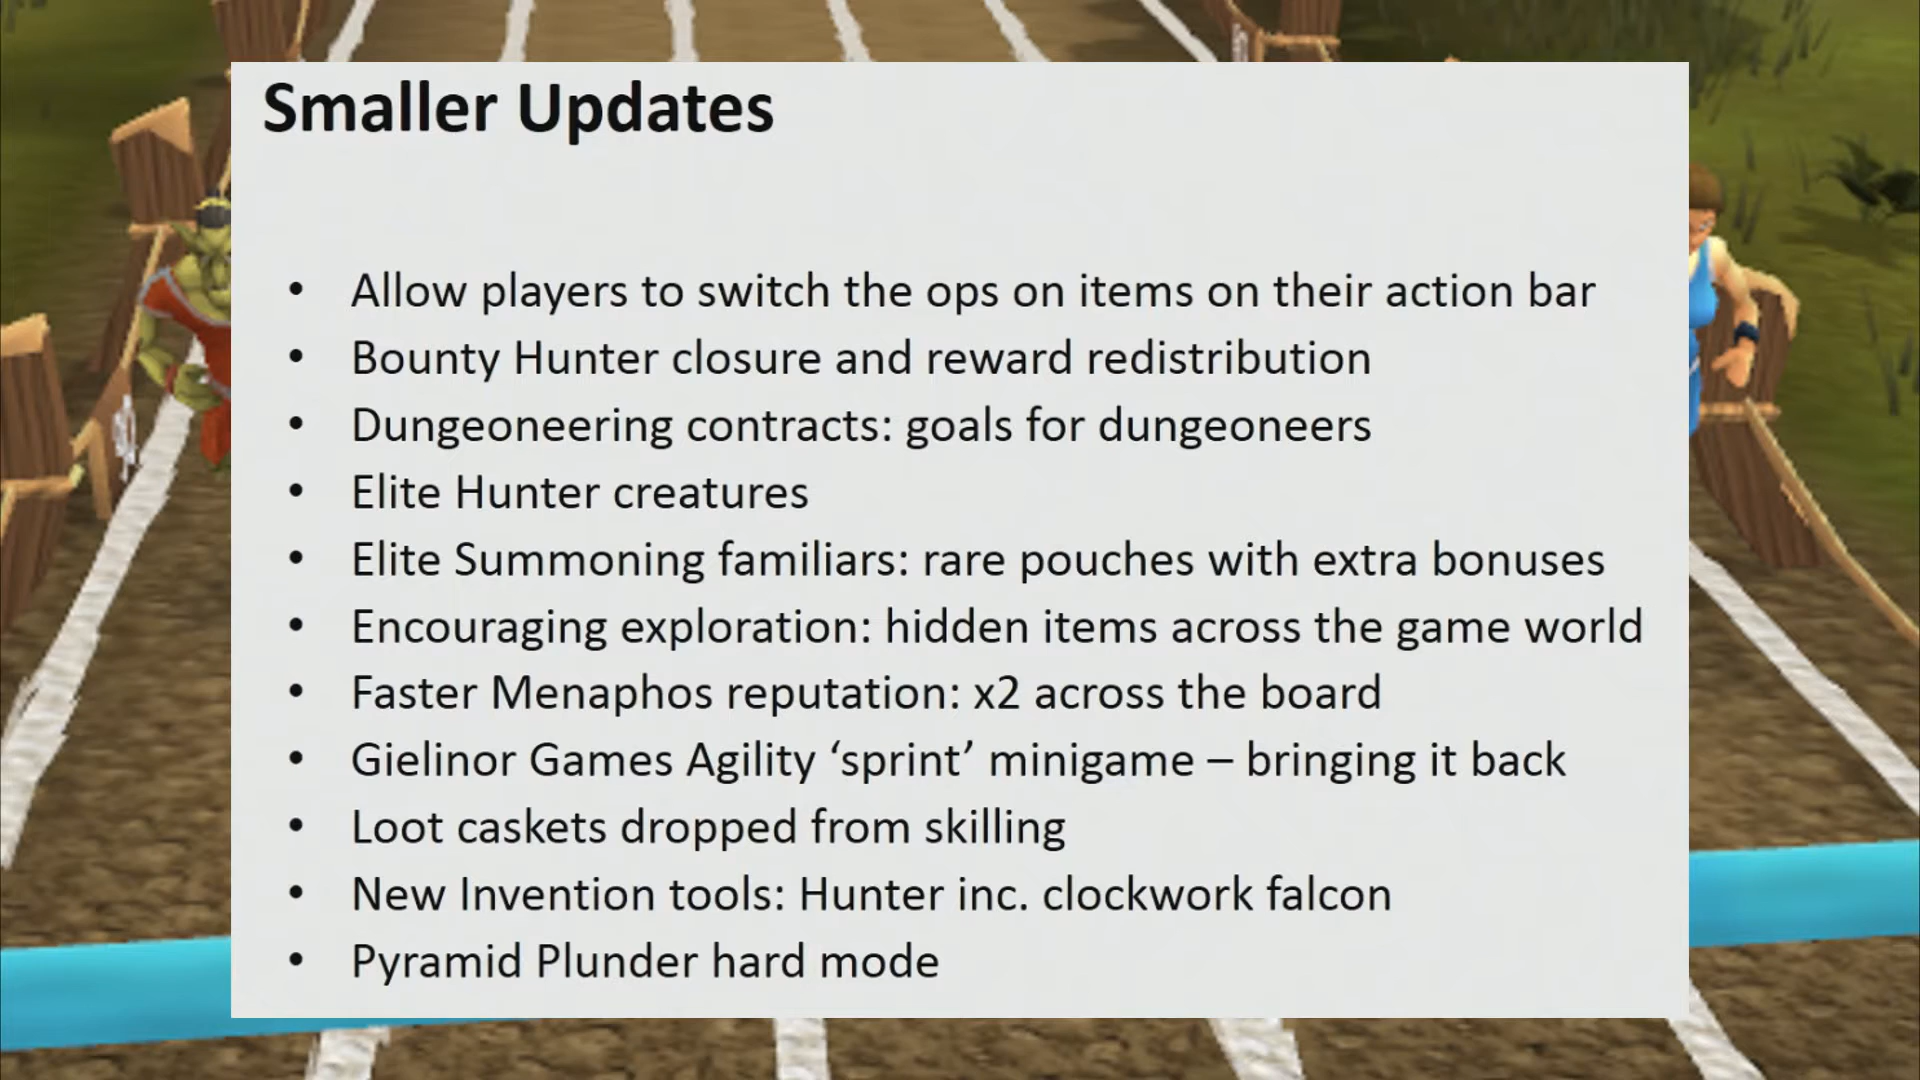 Smaller Updates
• Allow players to switch the ops on items on their action bar
• Bounty Hunter closure and reward redistribution
• Dungeoneering contracts: goals for dungeoneers
• Elite Hunter creatures
• Elite Summoning familiars: rare pouches with extra bonuses
• Encouraging exploration: hidden items across the game world
• Faster Menaphos reputation: x2 across the board
• Gielinor Games Agility ‘sprint’ minigame – bringing it back
• Loot caskets dropped from skilling
• New Invention tools: Hunter inc. clockwork falcon
• Pyramid Plunder hard mode